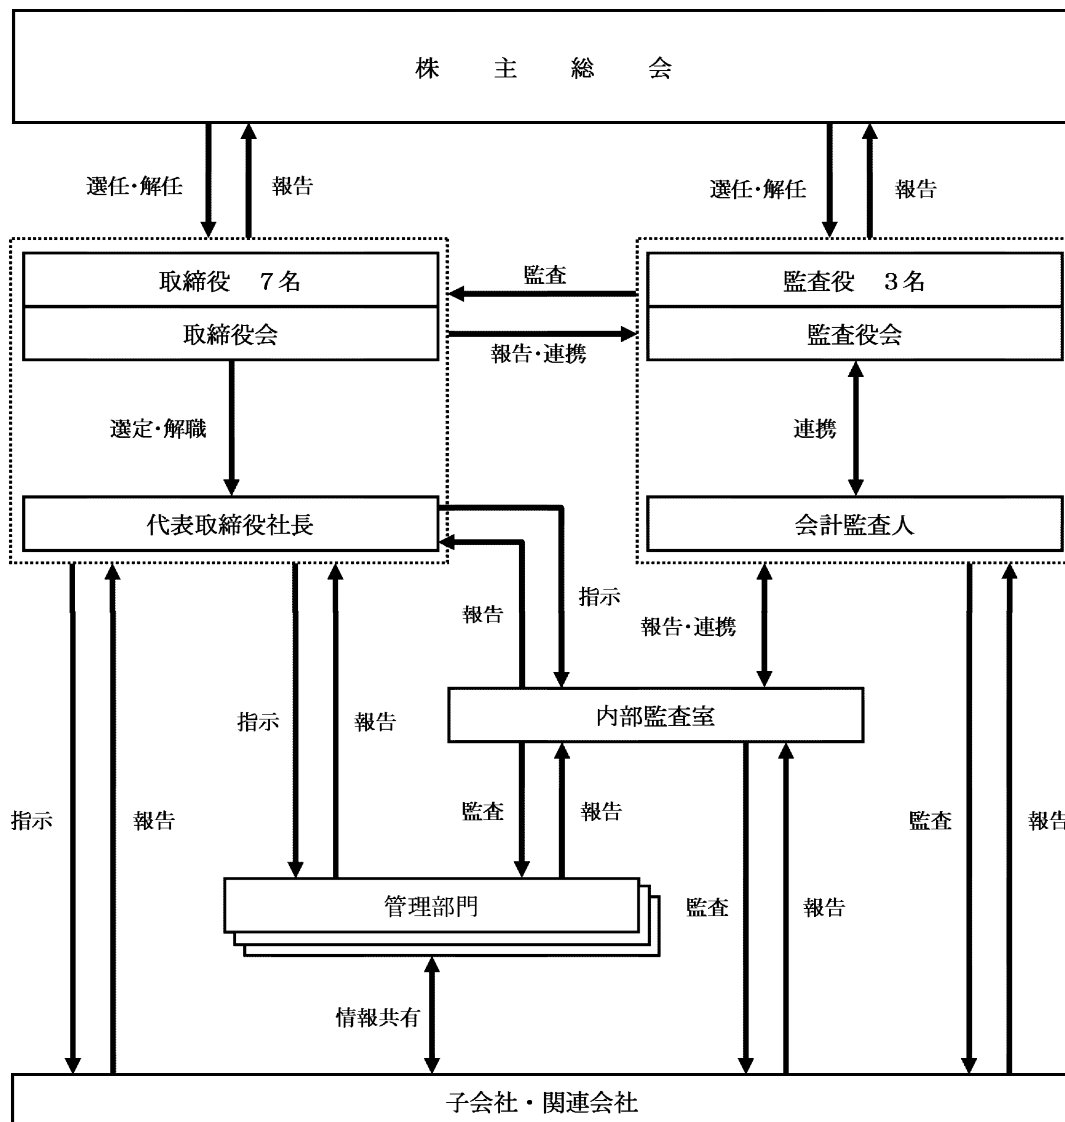 株　主　総　会
選任・解任
報告
選任・解任
報告
取締役　７名
取締役会
監査
報告・連携
監査役　３名
監査役会
選定・解職
連携
代表取締役社長
会計監査人
報告
指示
報告・連携
内部監査室
指示
報告
監査
報告
指示
報告
監査
報告
管理部門
監査
報告
情報共有
子会社・関連会社